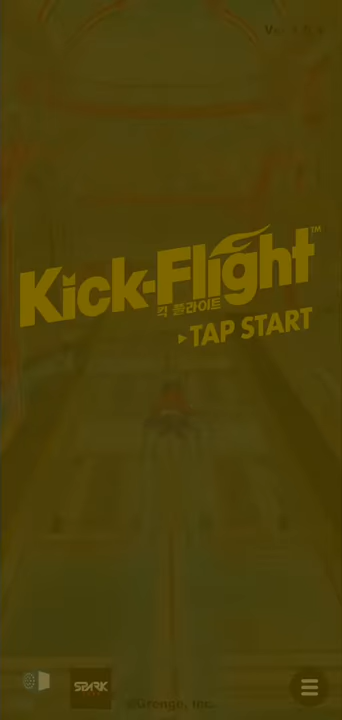 Kick-Flight™
킥 플라이트
▸TAP START
SPARK
©Grenge, Inc.